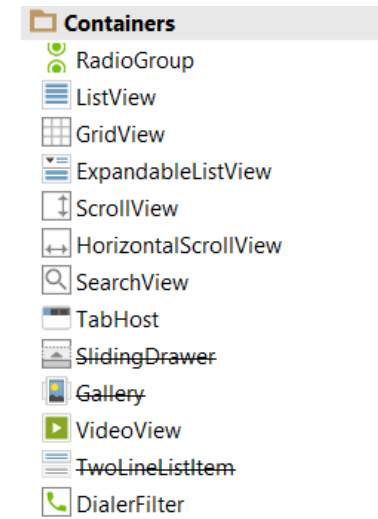 Containers
RadioGroup
ListView
GridView
ExpandableListView
ScrollView
HorizontalScrollView
SearchView
TabHost
SlidingDrawer
Gallery
VideoView
TwoLineListItem
DialerFilter